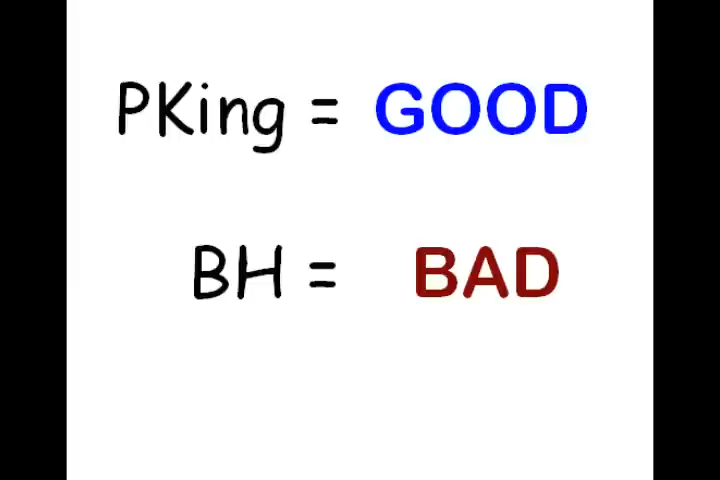 PKing = GOOD
BH = BAD